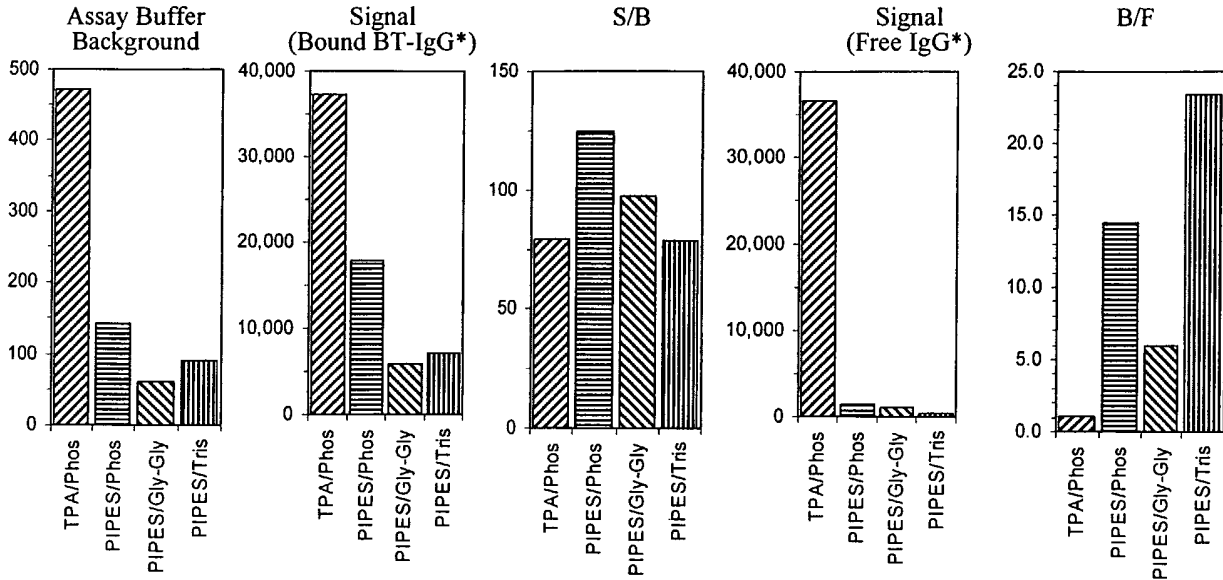 Assay Buffer
Background
500
400
300
200
100
0
TPA/Phos
PIPES/Phos
PIPES/Gly-Gly
PIPES/Tris
Signal
(Bound BT-IgG*)
40,000
30,000
20,000
10,000
0
TPA/Phos
PIPES/Phos
PIPES/Gly-Gly
PIPES/Tris
S/B
150
100
50
0
TPA/Phos
PIPES/Phos
PIPES/Gly-Gly
PIPES/Tris
Signal
(Free IgG*)
40,000
30,000
20,000
10,000
0
TPA/Phos
PIPES/Phos
PIPES/Gly-Gly
PIPES/Tris
B/F
25.0
20.0
15.0
10.0
5.0
0.0
TPA/Phos
PIPES/Phos
PIPES/Gly-Gly
PIPES/Tris